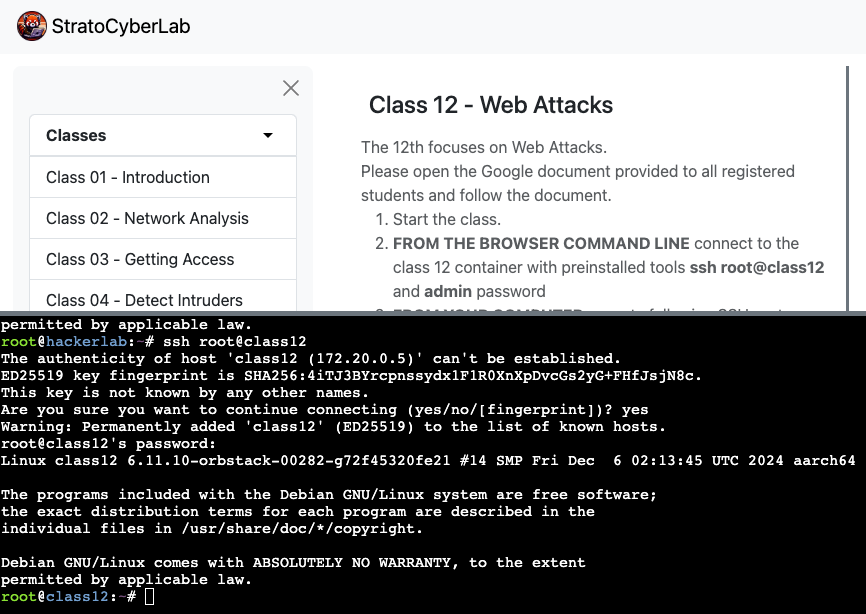 StratoCyberLab
Classes
Class 01 - Introduction
Class 02 - Network Analysis
Class 03 - Getting Access
Class 04 - Detect Intruders
Class 12 - Web Attacks
The 12th focuses on Web Attacks.
Please open the Google document provided to all registered
students and follow the document.
1. Start the class.
2. FROM THE BROWSER COMMAND LINE connect to the
class 12 container with preinstalled tools ssh root@class12
and admin password
permitted by applicable law.
root@hackerlab:~# ssh root@class12
The authenticity of host 'class12 (172.20.0.5)' can't be established.
ED25519 key fingerprint is SHA256:4iTJ3BYrcpnssydx1F1R0XnXpDvcGs2yG+FHfJsjN8c.
This key is not known by any other names.
Are you sure you want to continue connecting (yes/no/[fingerprint])? yes
Warning: Permanently added 'class12' (ED25519) to the list of known hosts.
root@class12's password:
Linux class12 6.11.10-orbstack-00282-g72f45320fe21 #14 SMP Fri Dec  6 02:13:45 UTC 2024 aarch64
The programs included with the Debian GNU/Linux system are free software;
the exact distribution terms for each program are described in the
individual files in /usr/share/doc/*/copyright.
Debian GNU/Linux comes with ABSOLUTELY NO WARRANTY, to the extent
permitted by applicable law.
root@class12:~#